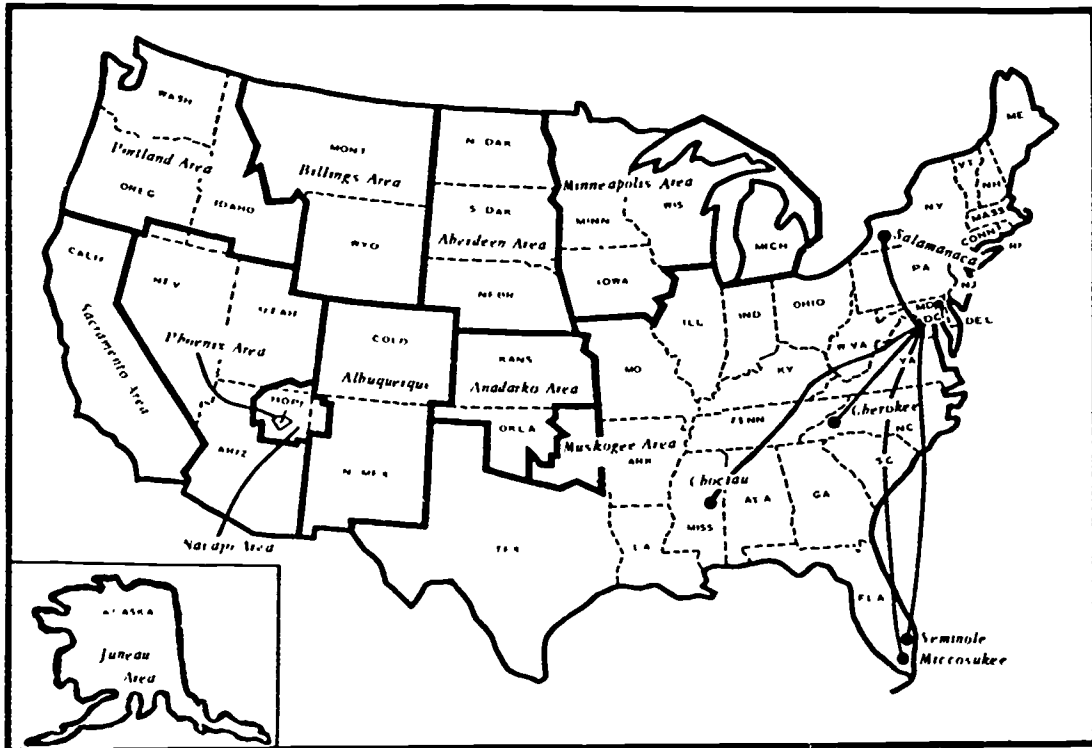 WASH
Portland Area
OREG
IDAHO
MONT
Billings Area
WYO
N DAK
S DAK
Aberdeen Area
NEBR
Minneapolis Area
MINN
WIS
IOWA
MICH
ME
VT
NH
NY
MASS
CONN
RI
Salamanca
PA
NJ
MD
DC
DEL
CALIF
Sacramento Area
NEV
UTAH
Phoenix Area
COLO
Albuquerque
KANS
Anadarko Area
HOPI
ARIZ
N MEX
Navajo Area
ORLA
Muskogee Area
MO
ILL
IND
OHIO
W VA
VA
KY
TENN
Cherokee
NC
SC
ARK
Choctaw
MISS
ALA
GA
TEX
LA
FLA
Seminole
Miccosukee
ALASKA
Juneau
Area